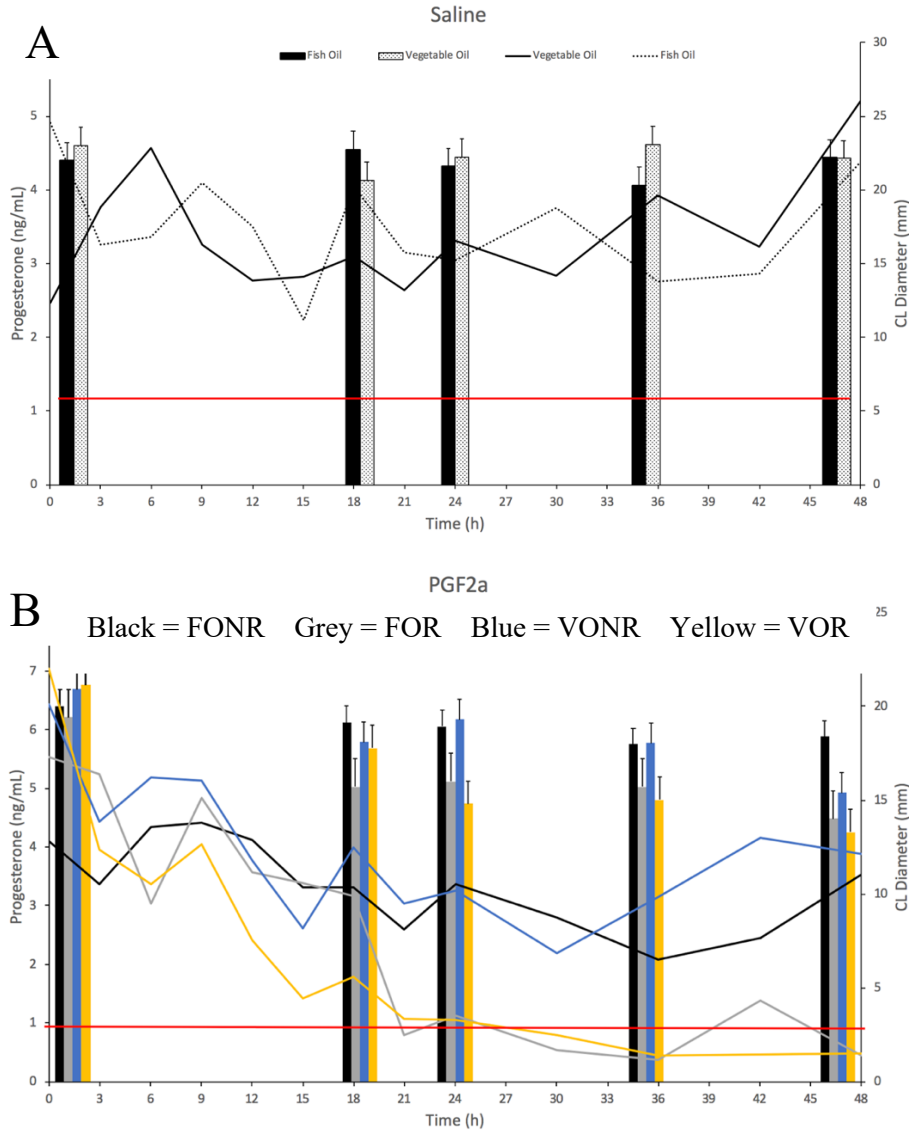 Saline
A
Fish Oil Vegetable Oil Vegetable Oil Fish Oil
30
25
20
15
10
5
0
CL Diameter (mm)
5
4
3
2
1
0
Progesterone (ng/mL)
0 3 6 9 12 15 18 21 24 27 30 33 36 39 42 48
Time (h)
PGF2a
B
Black = FONR Grey = FOR Blue = VONR Yellow = VOR
25
20
15
10
5
0
CL Diameter (mm)
7
6
5
4
3
2
1
0
Progesterone (ng/mL)
0 3 6 9 12 15 18 21 24 27 30 33 36 39 42 48
Time (h)